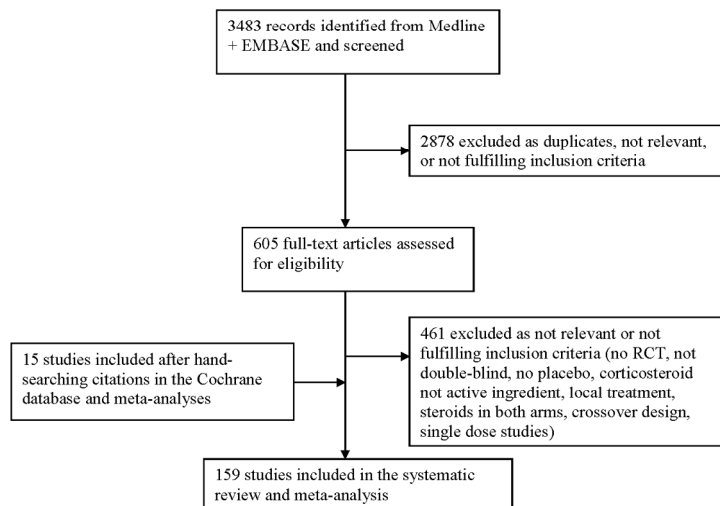 3483 records identified from Medline
+ EMBASE and screened
2878 excluded as duplicates, not relevant,
or not fulfilling inclusion criteria
605 full-text articles assessed
for eligibility
15 studies included after hand-
searching citations in the Cochrane
database and meta-analyses
461 excluded as not relevant or not
fulfilling inclusion criteria (no RCT, not
double-blind, no placebo, corticosteroid
not active ingredient, local treatment,
steroids in both arms, crossover design,
single dose studies)
159 studies included in the systematic
review and meta-analysis